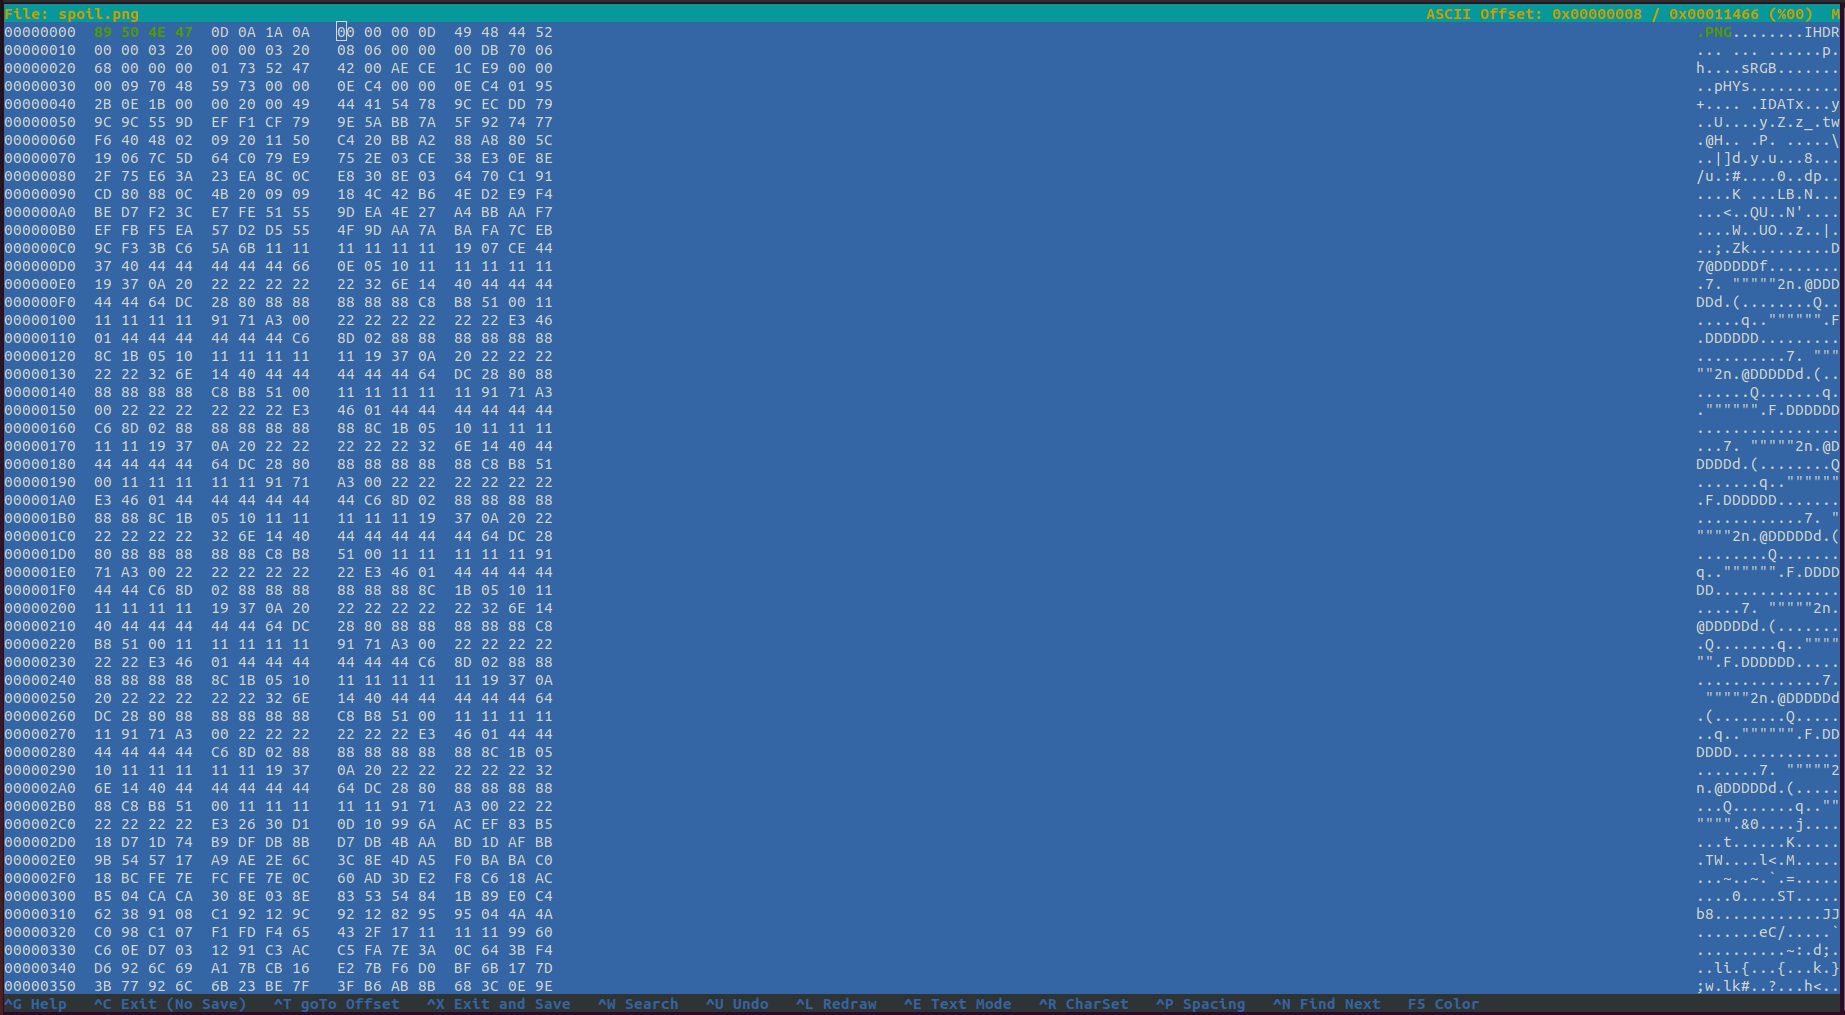 File: spoil.png ASCII Offset: 0x00000008 / 0x00011466 (%00) M
00000000 89 50 4E 47 0D 0A 1A 0A 00 00 00 0D 49 48 44 52 .PNG........IHDR
00000010 00 00 03 20 00 00 03 20 08 06 00 00 00 DB 70 06 ... ... ......p.
00000020 68 00 00 00 01 73 52 47 42 00 AE CE 1C E9 00 00 h....sRGB.......
00000030 00 09 70 48 59 73 00 00 0E C4 00 00 0E C4 01 95 ..pHYs..........
00000040 2B 0E 1B 00 00 20 00 49 44 41 54 78 9C EC DD 79 +.... .IDATx...y
00000050 9C 9C 55 9D EF F1 CF 79 9E 5A BB 7A 5F 92 74 77 ..U....y.Z.z_.tw
00000060 F6 40 48 02 09 20 11 50 C4 20 BB A2 88 A8 80 5C .@H.. .P. .....\
00000070 19 06 7C 5D 64 C0 79 E9 75 2E 03 CE 38 E3 0E 8E ..|]d.y.u...8...
00000080 2F 75 E6 3A 23 EA 8C 0C E8 30 8E 03 64 70 C1 91 /u.:#....0..dp..
00000090 CD 80 88 0C 4B 20 09 09 18 4C 42 B6 4E D2 E9 F4 ....K ...LB.N...
000000A0 BE D7 F2 3C E7 FE 51 55 9D EA 4E 27 A4 BB AA F7 ...<..QU..N'....
000000B0 EF FB F5 EA 57 D2 D5 55 4F 9D AA 7A BA FA 7C EB ....W..UO..z..|.
000000C0 9C F3 3B C6 5A 6B 11 11 11 11 11 11 19 07 CE 44 ..;.Zk.........D
000000D0 37 40 44 44 44 44 44 66 0E 05 10 11 11 11 11 11 7@DDDDDf........
000000E0 19 37 0A 20 22 22 22 22 22 32 6E 14 40 44 44 44 .7. """""2n.@DDD
000000F0 44 44 64 DC 28 80 88 88 88 88 88 C8 B8 51 00 11 DDd.(........Q..
00000100 11 11 11 11 91 71 A3 00 22 22 22 22 22 22 E3 46 .....q.."""""".F
00000110 01 44 44 44 44 44 44 C6 8D 02 88 88 88 88 88 88 .DDDDDD.........
00000120 8C 1B 05 10 11 11 11 11 11 19 37 0A 20 22 22 22 ..........7. """
00000130 22 22 32 6E 14 40 44 44 44 44 44 64 DC 28 80 88 ""2n.@DDDDDd.(..
00000140 88 88 88 88 C8 B8 51 00 11 11 11 11 11 91 71 A3 ......Q.......q.
00000150 00 22 22 22 22 22 22 E3 46 01 44 44 44 44 44 44 ."""""".F.DDDDDD
00000160 C6 8D 02 88 88 88 88 88 88 8C 1B 05 10 11 11 11 ................
00000170 11 11 19 37 0A 20 22 22 22 22 22 32 6E 14 40 44 ...7. """""2n.@D
00000180 44 44 44 44 64 DC 28 80 88 88 88 88 88 C8 B8 51 DDDDd.(........Q
00000190 00 11 11 11 11 11 91 71 A3 00 22 22 22 22 22 22 .......q..""""""
000001A0 E3 46 01 44 44 44 44 44 44 C6 8D 02 88 88 88 88 .F.DDDDDD.......
000001B0 88 88 8C 1B 05 10 11 11 11 11 11 19 37 0A 20 22 ............7. "
000001C0 22 22 22 22 32 6E 14 40 44 44 44 44 44 64 DC 28 """"2n.@DDDDDd.(
000001D0 80 88 88 88 88 88 C8 B8 51 00 11 11 11 11 11 91 ........Q.......
000001E0 71 A3 00 22 22 22 22 22 22 E3 46 01 44 44 44 44 q.."""""".F.DDDD
000001F0 44 44 C6 8D 02 88 88 88 88 88 88 8C 1B 05 10 11 DD..............
00000200 11 11 11 11 19 37 0A 20 22 22 22 22 22 32 6E 14 .....7. """""2n.
00000210 40 44 44 44 44 44 64 DC 28 80 88 88 88 88 88 C8 @DDDDDd.(.......
00000220 B8 51 00 11 11 11 11 11 91 71 A3 00 22 22 22 22 .Q.......q..""""
00000230 22 22 E3 46 01 44 44 44 44 44 44 C6 8D 02 88 88 "".F.DDDDDD.....
00000240 88 88 88 88 8C 1B 05 10 11 11 11 11 11 19 37 0A ..............7.
00000250 20 22 22 22 22 22 32 6E 14 40 44 44 44 44 44 64  """""2n.@DDDDDd
00000260 DC 28 80 88 88 88 88 88 C8 B8 51 00 11 11 11 11 .(........Q.....
00000270 11 91 71 A3 00 22 22 22 22 22 22 E3 46 01 44 44 ..q.."""""".F.DD
00000280 44 44 44 44 C6 8D 02 88 88 88 88 88 88 8C 1B 05 DDDD............
00000290 10 11 11 11 11 11 19 37 0A 20 22 22 22 22 22 32 .......7. """""2
000002A0 6E 14 40 44 44 44 44 44 64 DC 28 80 88 88 88 88 n.@DDDDDd.(.....
000002B0 88 C8 B8 51 00 11 11 11 11 11 91 71 A3 00 22 22 ...Q.......q..""
000002C0 22 22 22 22 E3 26 30 D1 0D 10 99 6A AC EF 83 B5 """".&0....j....
000002D0 18 D7 1D 74 B9 DF DB 8B D7 DB 4B AA BD 1D AF BB ...t......K.....
000002E0 9B 54 57 17 A9 AE 2E 6C 3C 8E 4D A5 F0 BA BA C0 .TW....l<.M.....
000002F0 18 BC FE 7E FC FE 7E 0C 60 AD 3D E2 F8 C6 18 AC ...~..~.`.=.....
00000300 B5 04 CA CA 30 8E 03 8E 83 53 54 84 1B 89 E0 C4 ....0....ST.....
00000310 62 38 91 08 C1 92 12 9C 92 12 82 95 95 04 4A 4A b8............JJ
00000320 C0 98 C1 07 F1 FD F4 65 43 2F 17 11 11 11 99 60 .......eC/.....`
00000330 C6 0E D7 03 12 91 C3 AC C5 FA 7E 3A 0C 64 3B F4 ..........~:.d;.
00000340 D6 92 6C 69 A1 7B CB 16 E2 7B F6 D0 BF 6B 17 7D ..li.{...{...k.}
00000350 3B 77 92 6C 6B 23 BE 7F 3F B6 AB 8B 68 3C 0E 9E ;w.lk#..?...h<..
^G Help ^C Exit (No Save) ^T goTo Offset ^X Exit and Save ^W Search ^U Undo ^L Redraw ^E Text Mode ^R CharSet ^P Spacing ^N Find Next F5 Color